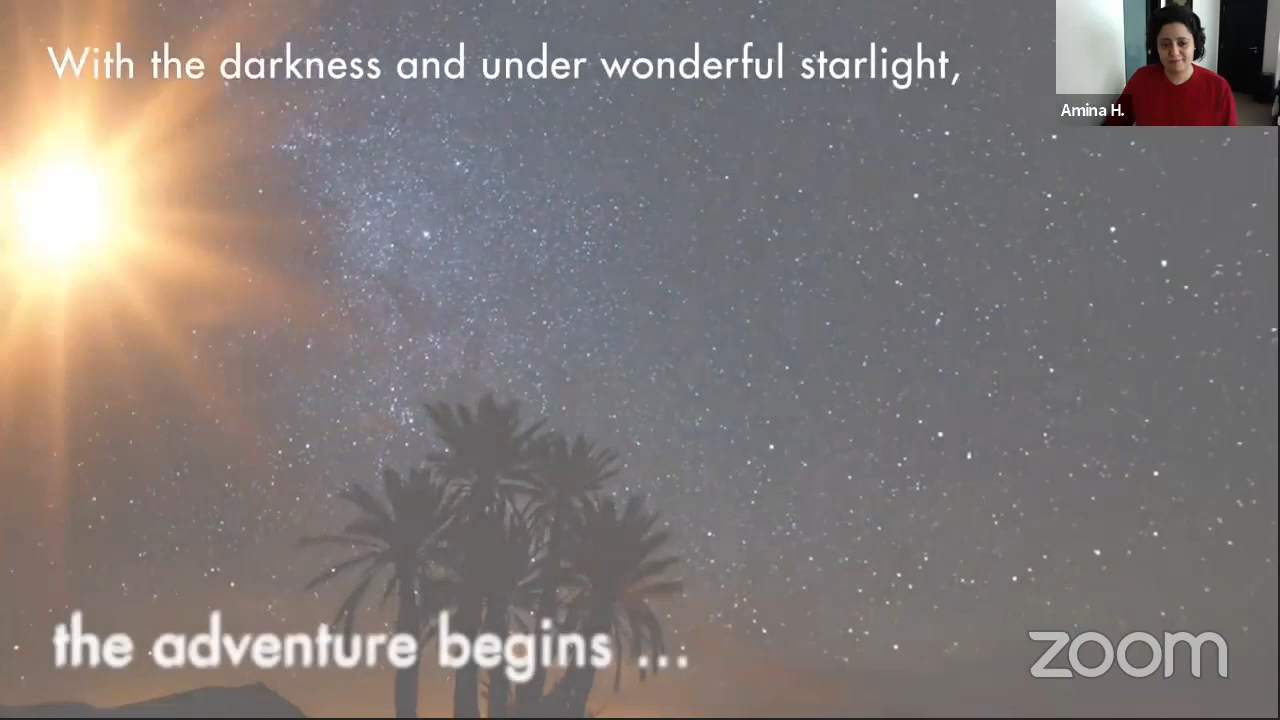 With the darkness and under wonderful starlight,
Amina H.
the adventure begins ...
zoom